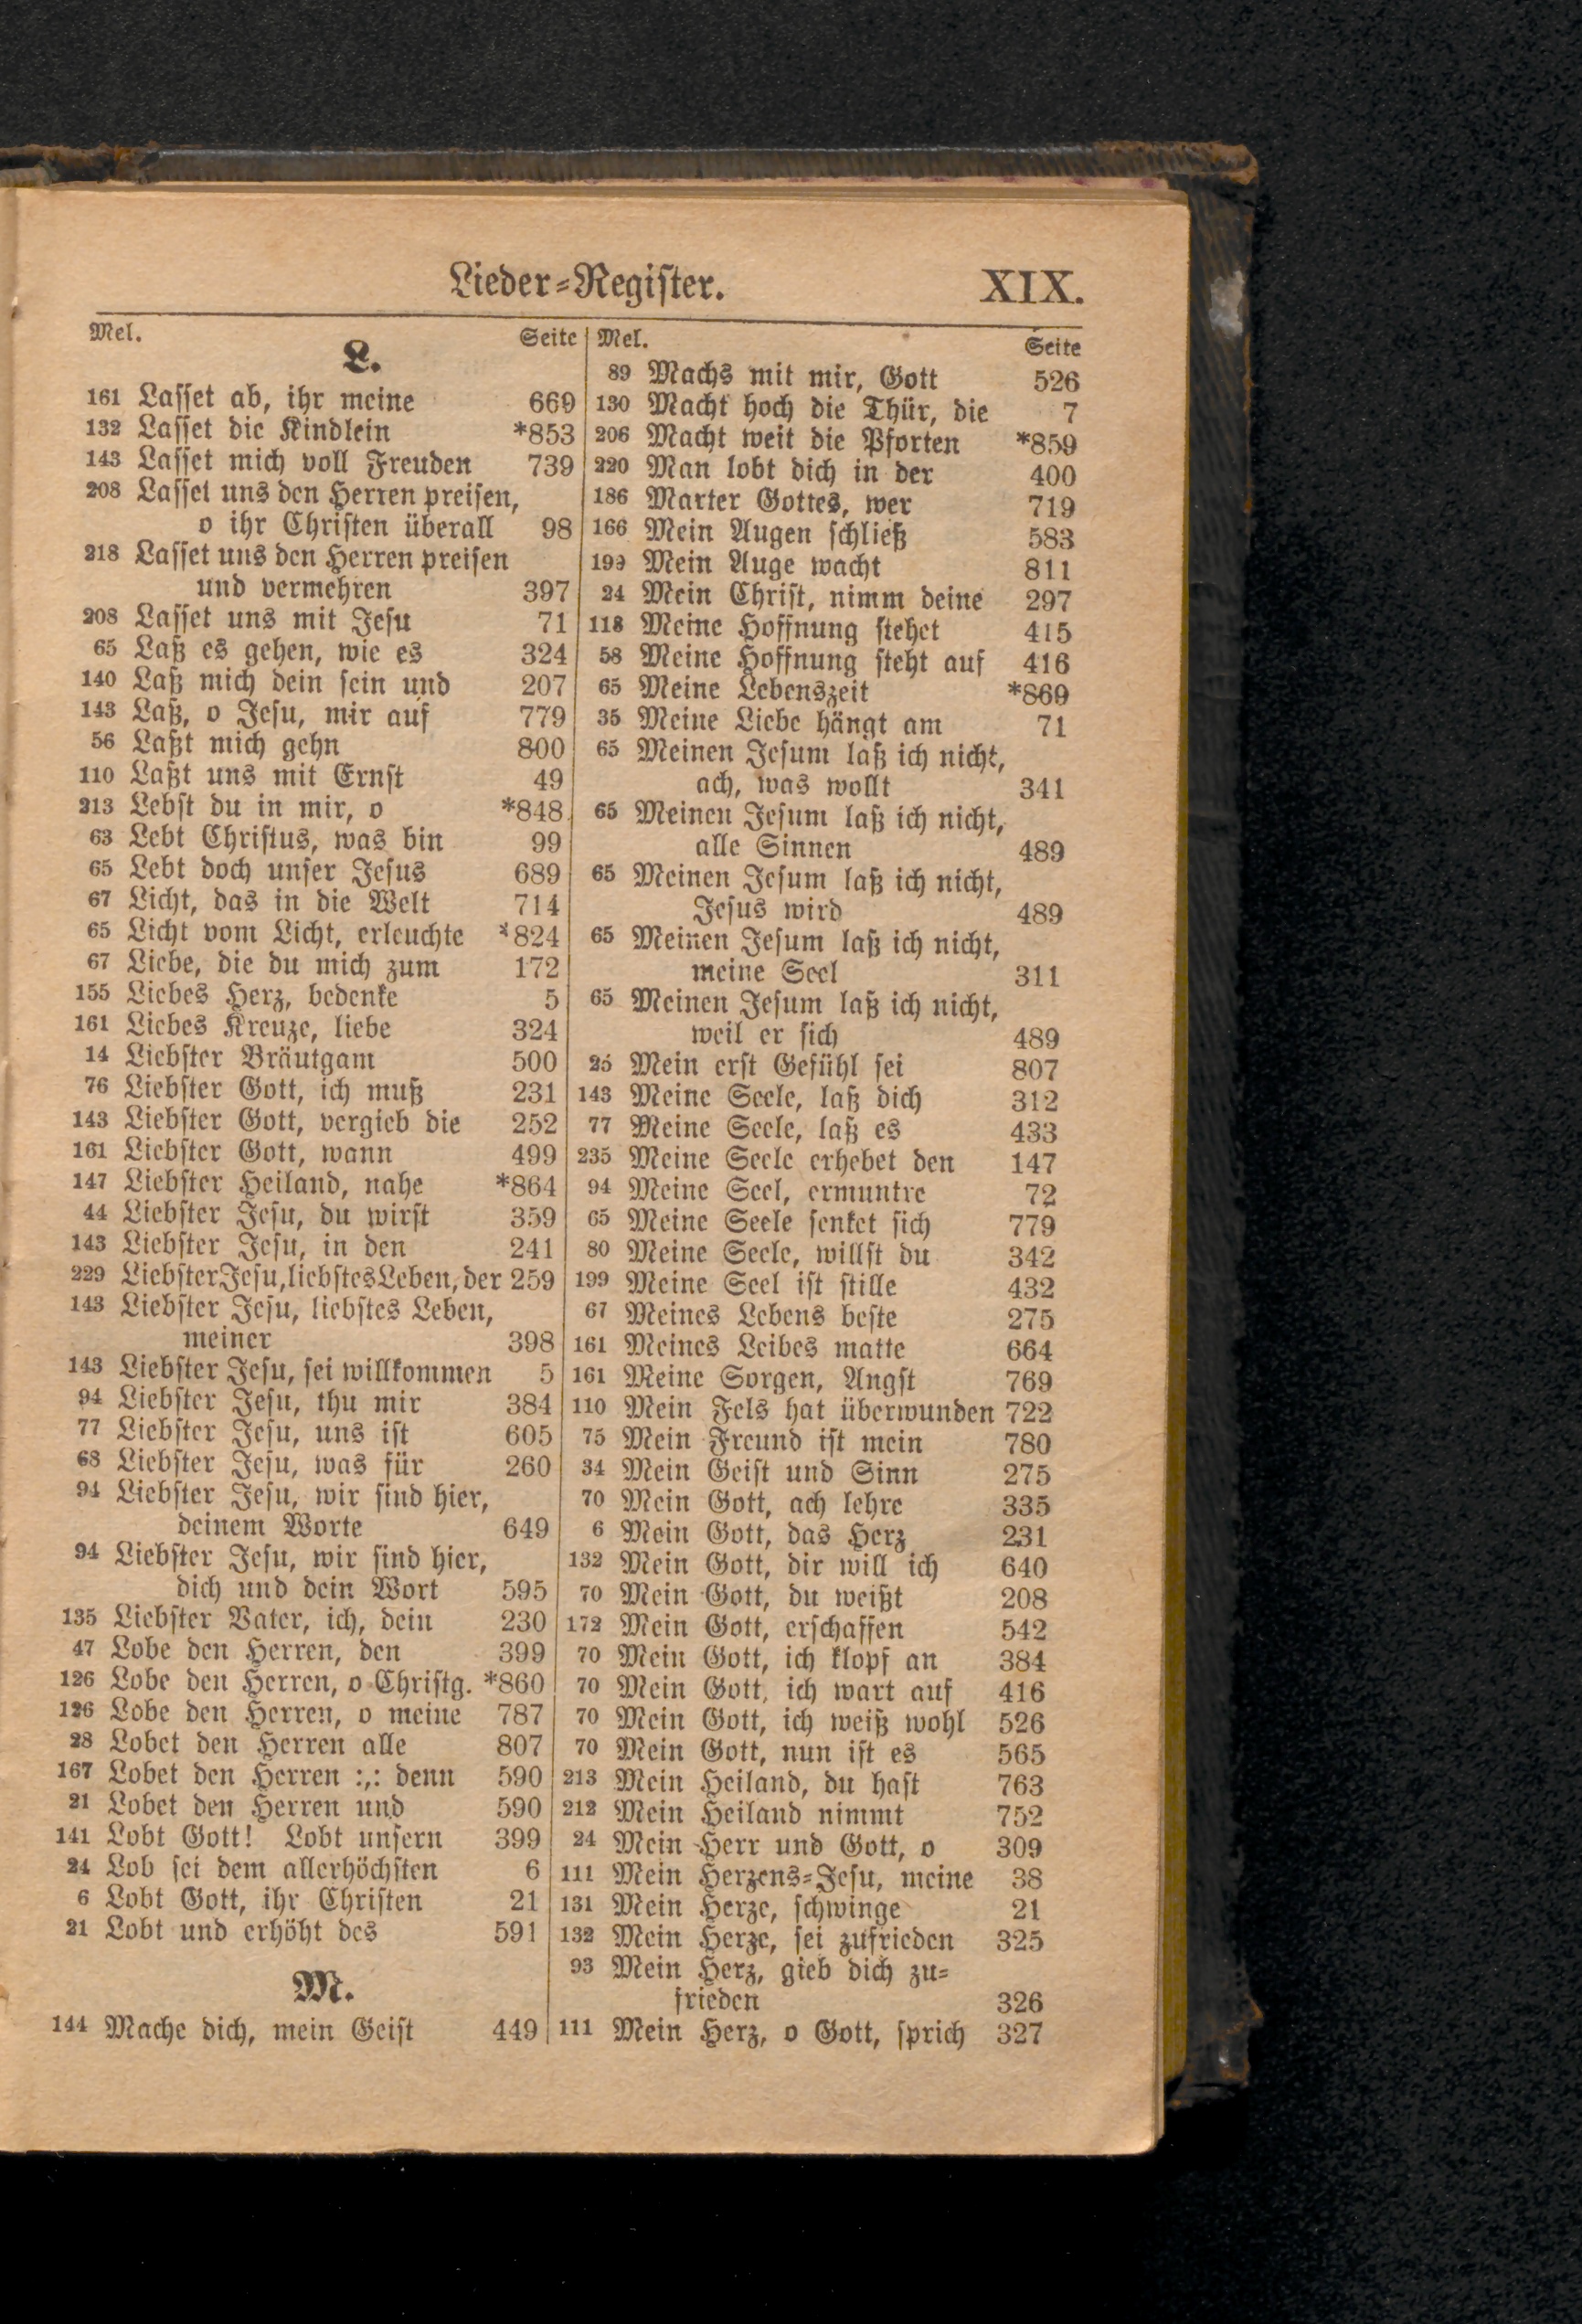 Lieder-Register. XIX.
Mel. Seite
L.
161 Lasset ab, ihr meine 669
132 Lasset die Kindlein *853
143 Lasset mich voll Freuden 739
208 Lasset uns den Herren preisen,
o ihr Christen überall 98
218 Lasset uns den Herren preisen
und vermehren 397
208 Lasset uns mit Jesu 71
65 Laß es gehen, wie es 324
140 Laß mich dein sein und 207
143 Laß, o Jesu, mir auf 779
56 Laßt mich gehn 800
110 Laßt uns mit Ernst 49
213 Lebst du in mir, o *848
63 Lebt Christus, was bin 99
65 Lebt doch unser Jesus 689
67 Licht, das in die Welt 714
65 Licht vom Licht, erleuchte *824
67 Liebe, die du mich zum 172
155 Liebes Herz, bedenke 5
161 Liebes Kreuze, liebe 324
14 Liebster Bräutgam 500
76 Liebster Gott, ich muß 231
143 Liebster Gott, vergieb die 252
161 Liebster Gott, wann 499
147 Liebster Heiland, nahe *864
44 Liebster Jesu, du wirst 359
143 Liebster Jesu, in den 241
229 Liebster Jesu, liebstes Leben, der 259
143 Liebster Jesu, liebstes Leben,
meiner 398
143 Liebster Jesu, sei willkommen 5
94 Liebster Jesu, thu mir 384
77 Liebster Jesu, uns ist 605
68 Liebster Jesu, was für 260
94 Liebster Jesu, wir sind hier,
deinem Worte 649
94 Liebster Jesu, wir sind hier,
dich und dein Wort 595
135 Liebster Vater, ich, dein 230
47 Lobe den Herren, den 399
126 Lobe den Herren, o Christg. *860
126 Lobe den Herren, o meine 787
28 Lobet den Herren alle 807
167 Lobet den Herren :,: denn 590
21 Lobet den Herren und 590
141 Lobt Gott! Lobt unsern 399
24 Lob sei dem allerhöchsten 6
6 Lobt Gott, ihr Christen 21
21 Lobt und erhöht des 591
M.
144 Mache dich, mein Geist 449
Mel. Seite
89 Machs mit mir, Gott 526
130 Macht hoch die Thür, die 7
206 Macht weit die Pforten *859
220 Man lobt dich in der 400
186 Marter Gottes, wer 719
166 Mein Augen schließ 583
199 Mein Auge wacht 811
24 Mein Christ, nimm deine 297
118 Meine Hoffnung stehet 415
58 Meine Hoffnung steht auf 416
65 Meine Lebenszeit *869
35 Meine Liebe hängt am 71
65 Meinen Jesum laß ich nicht,
ach, was wollt 341
65 Meinen Jesum laß ich nicht,
alle Sinnen 489
65 Meinen Jesum laß ich nicht,
Jesus wird 489
65 Meinen Jesum laß ich nicht,
meine Seel 311
65 Meinen Jesum laß ich nicht,
weil er sich 489
25 Mein erst Gefühl sei 807
143 Meine Seele, laß dich 312
77 Meine Seele, laß es 433
235 Meine Seele erhebet den 147
94 Meine Seel, ermuntre 72
65 Meine Seele senket sich 779
80 Meine Seele, willst du 342
199 Meine Seel ist stille 432
67 Meines Lebens beste 275
161 Meines Leibes matte 664
161 Meine Sorgen, Angst 769
110 Mein Fels hat überwunden 722
75 Mein Freund ist mein 780
34 Mein Geist und Sinn 275
70 Mein Gott, ach lehre 335
6 Mein Gott, das Herz 231
132 Mein Gott, dir will ich 640
70 Mein Gott, du weißt 208
172 Mein Gott, erschaffen 542
70 Mein Gott, ich klopf an 384
70 Mein Gott, ich wart auf 416
70 Mein Gott, ich weiß wohl 526
70 Mein Gott, nun ist es 565
213 Mein Heiland, du hast 763
212 Mein Heiland nimmt 752
24 Mein Herr und Gott, o 309
111 Mein Herzens-Jesu, meine 38
131 Mein Herze, schwinge 21
132 Mein Herze, sei zufrieden 325
93 Mein Herz, gieb dich zu-
frieden 326
111 Mein Herz, o Gott, sprich 327